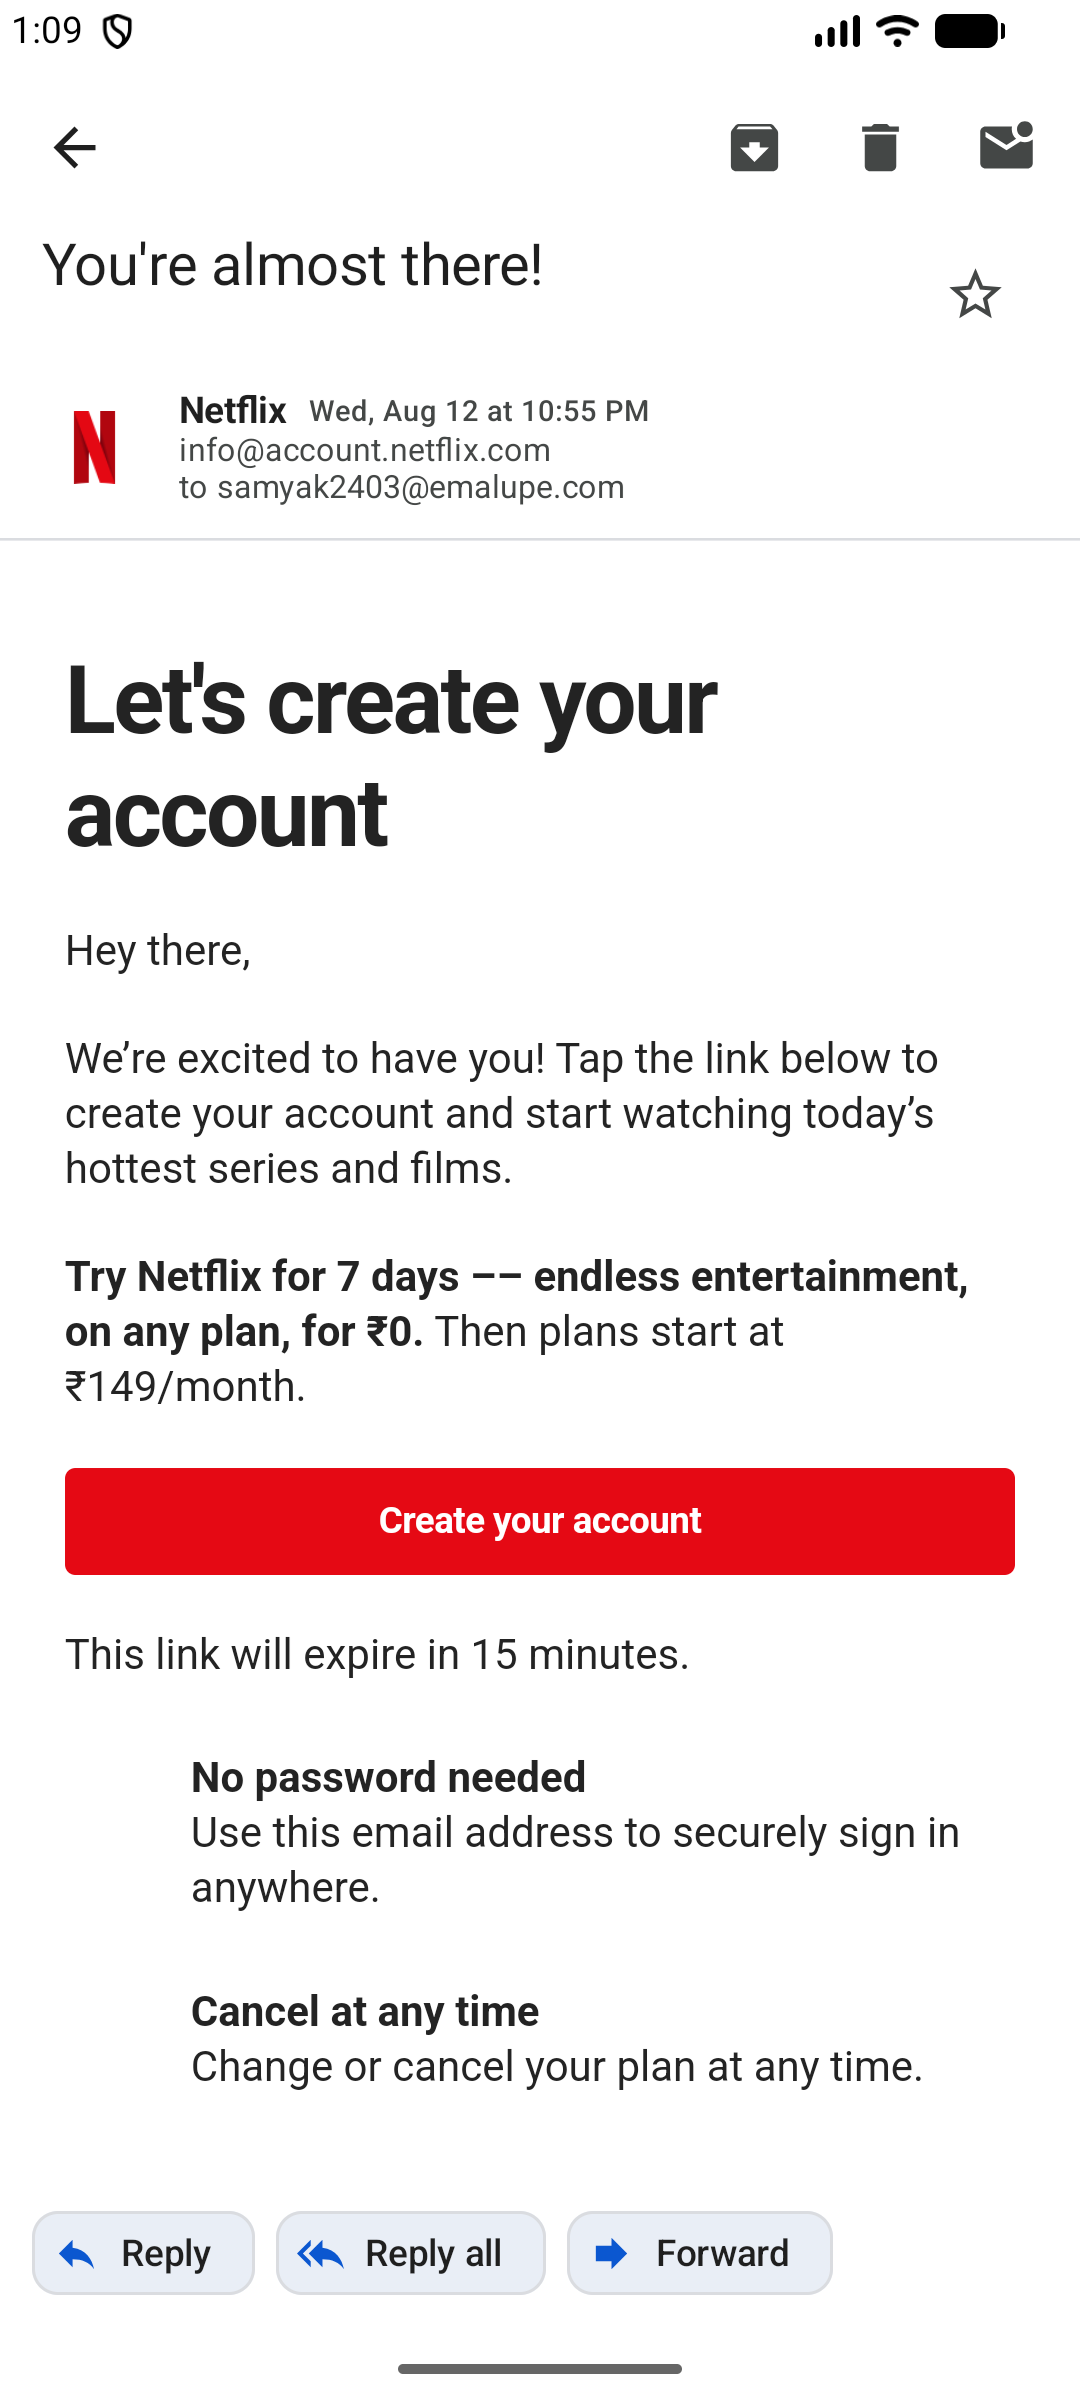 1:09
You're almost there!
Netflix Wed, Aug 12 at 10:55 PM
info@account.netflix.com
to samyak2403@emalupe.com
Let's create your
account
Hey there,
We’re excited to have you! Tap the link below to
create your account and start watching today’s
hottest series and films.
Try Netflix for 7 days –– endless entertainment,
on any plan, for ₹0. Then plans start at
₹149/month.
Create your account
This link will expire in 15 minutes.
No password needed
Use this email address to securely sign in
anywhere.
Cancel at any time
Change or cancel your plan at any time.
Reply Reply all Forward